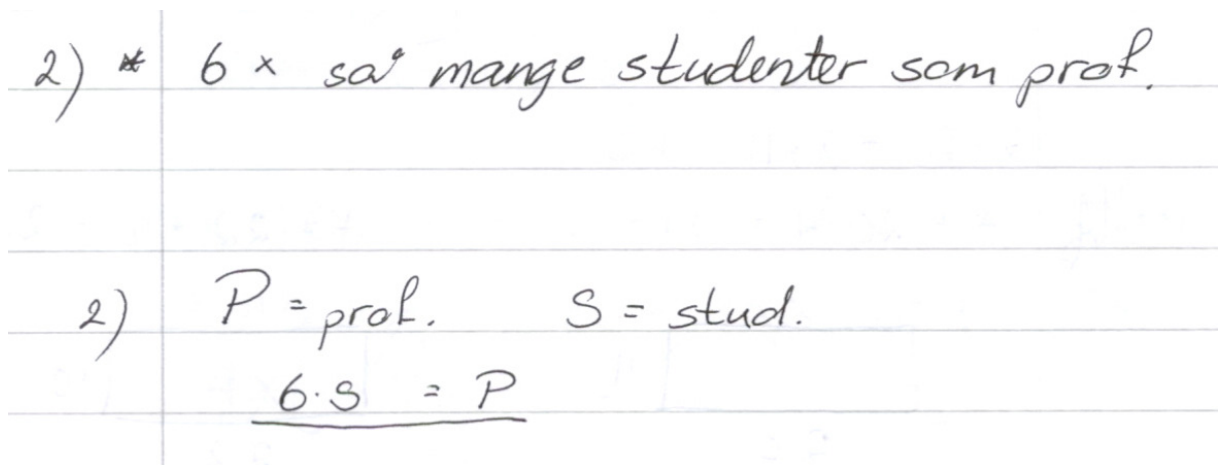 2) * 6 x så mange studenter som prof.
2) P = prof. S = stud.
6·S = P